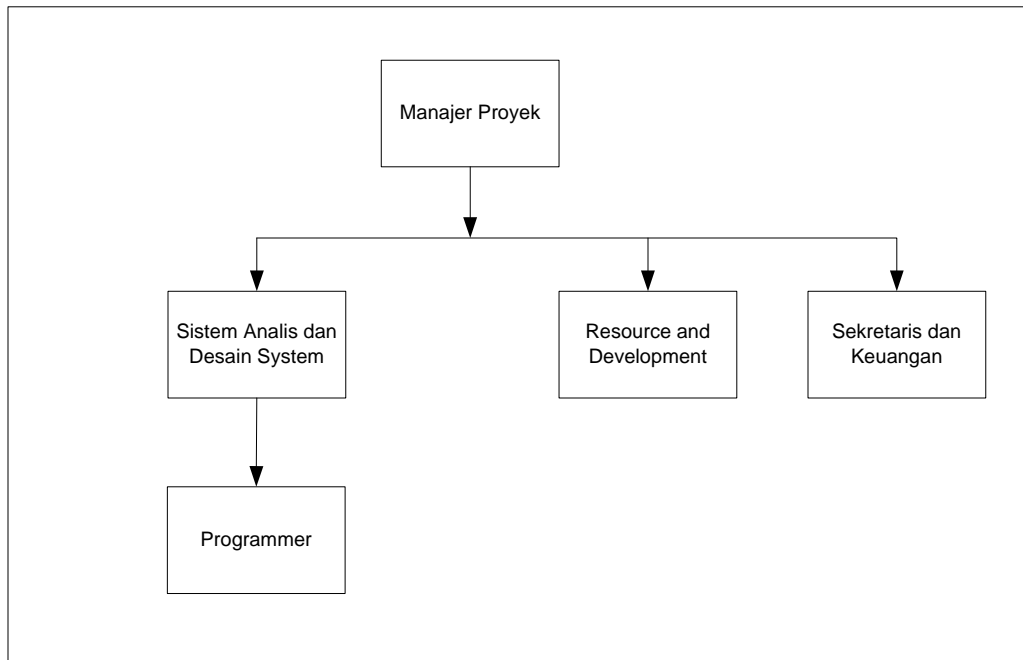 Manajer Proyek
Sistem Analis dan
Desain System
Resource and
Development
Sekretaris dan
Keuangan
Programmer